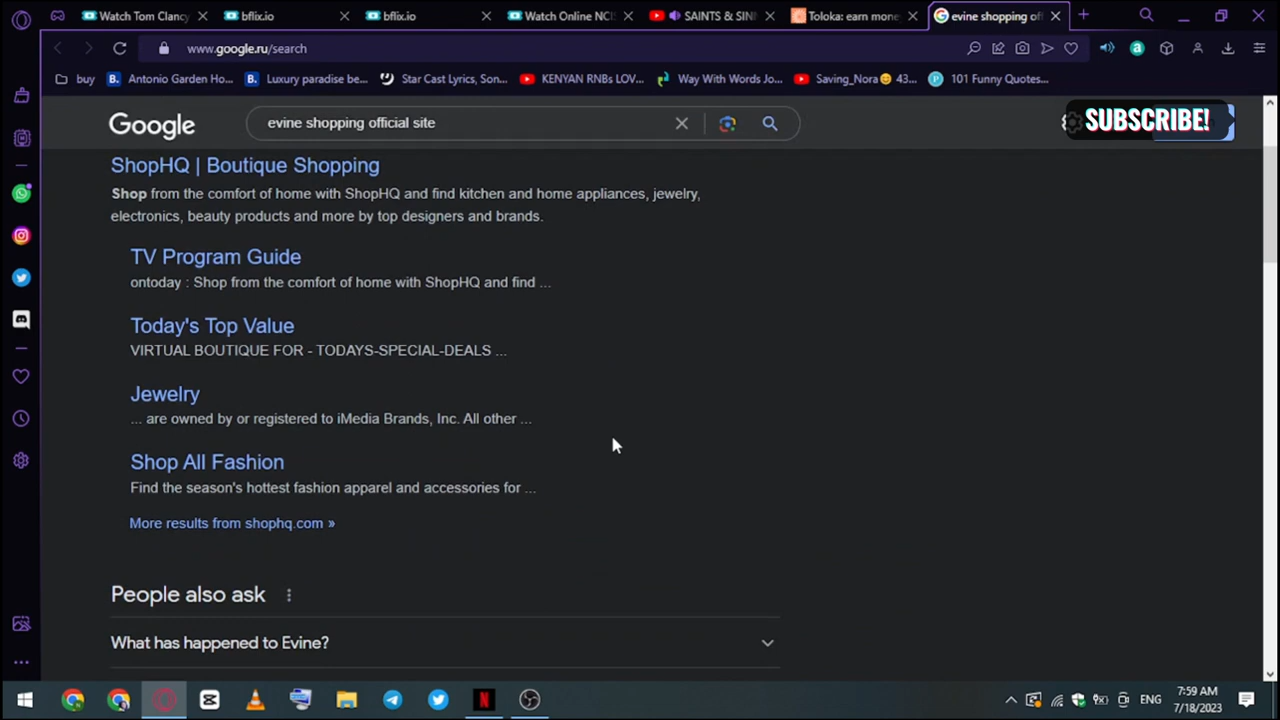 Watch Tom Clancy
bflix.io
bflix.io
Watch Online NCIS
SAINTS & SIN
Toloka: earn mone
evine shopping off
www.google.ru/search
buy
B. Antonio Garden Ho...
B. Luxury paradise be...
Star Cast Lyrics, Son...
KENYAN RNBs LOV...
Way With Words Jo...
Saving_Nora😊 43...
101 Funny Quotes...
Google
evine shopping official site
SUBSCRIBE!
ShopHQ | Boutique Shopping
Shop from the comfort of home with ShopHQ and find kitchen and home appliances, jewelry,
electronics, beauty products and more by top designers and brands.
TV Program Guide
ontoday : Shop from the comfort of home with ShopHQ and find ...
Today's Top Value
VIRTUAL BOUTIQUE FOR - TODAYS-SPECIAL-DEALS ...
Jewelry
... are owned by or registered to iMedia Brands, Inc. All other ...
Shop All Fashion
Find the season's hottest fashion apparel and accessories for ...
More results from shophq.com »
People also ask
What has happened to Evine?
ENG
7:59 AM
7/18/2023